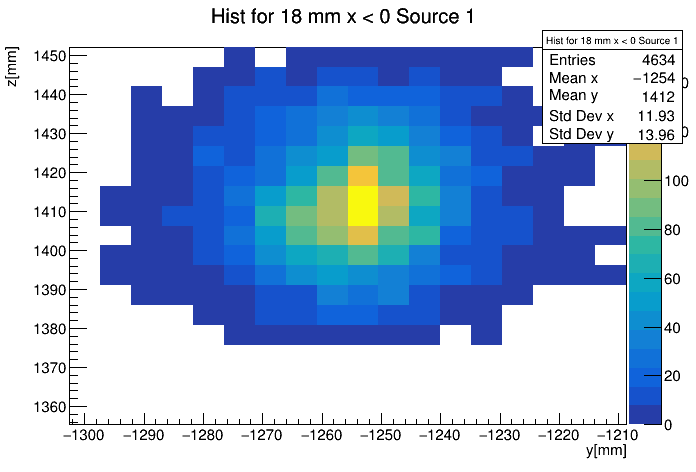 Hist for 18 mm x < 0 Source 1
Hist for 18 mm x < 0 Source 1
Entries 4634
Mean x −1254
Mean y 1412
Std Dev x 11.93
Std Dev y 13.96
z[mm]
1450
1440
1430
1420
1410
1400
1390
1380
1370
1360
100
80
60
40
20
0
−1300 −1290 −1280 −1270 −1260 −1250 −1240 −1230 −1220 −1210
y[mm]